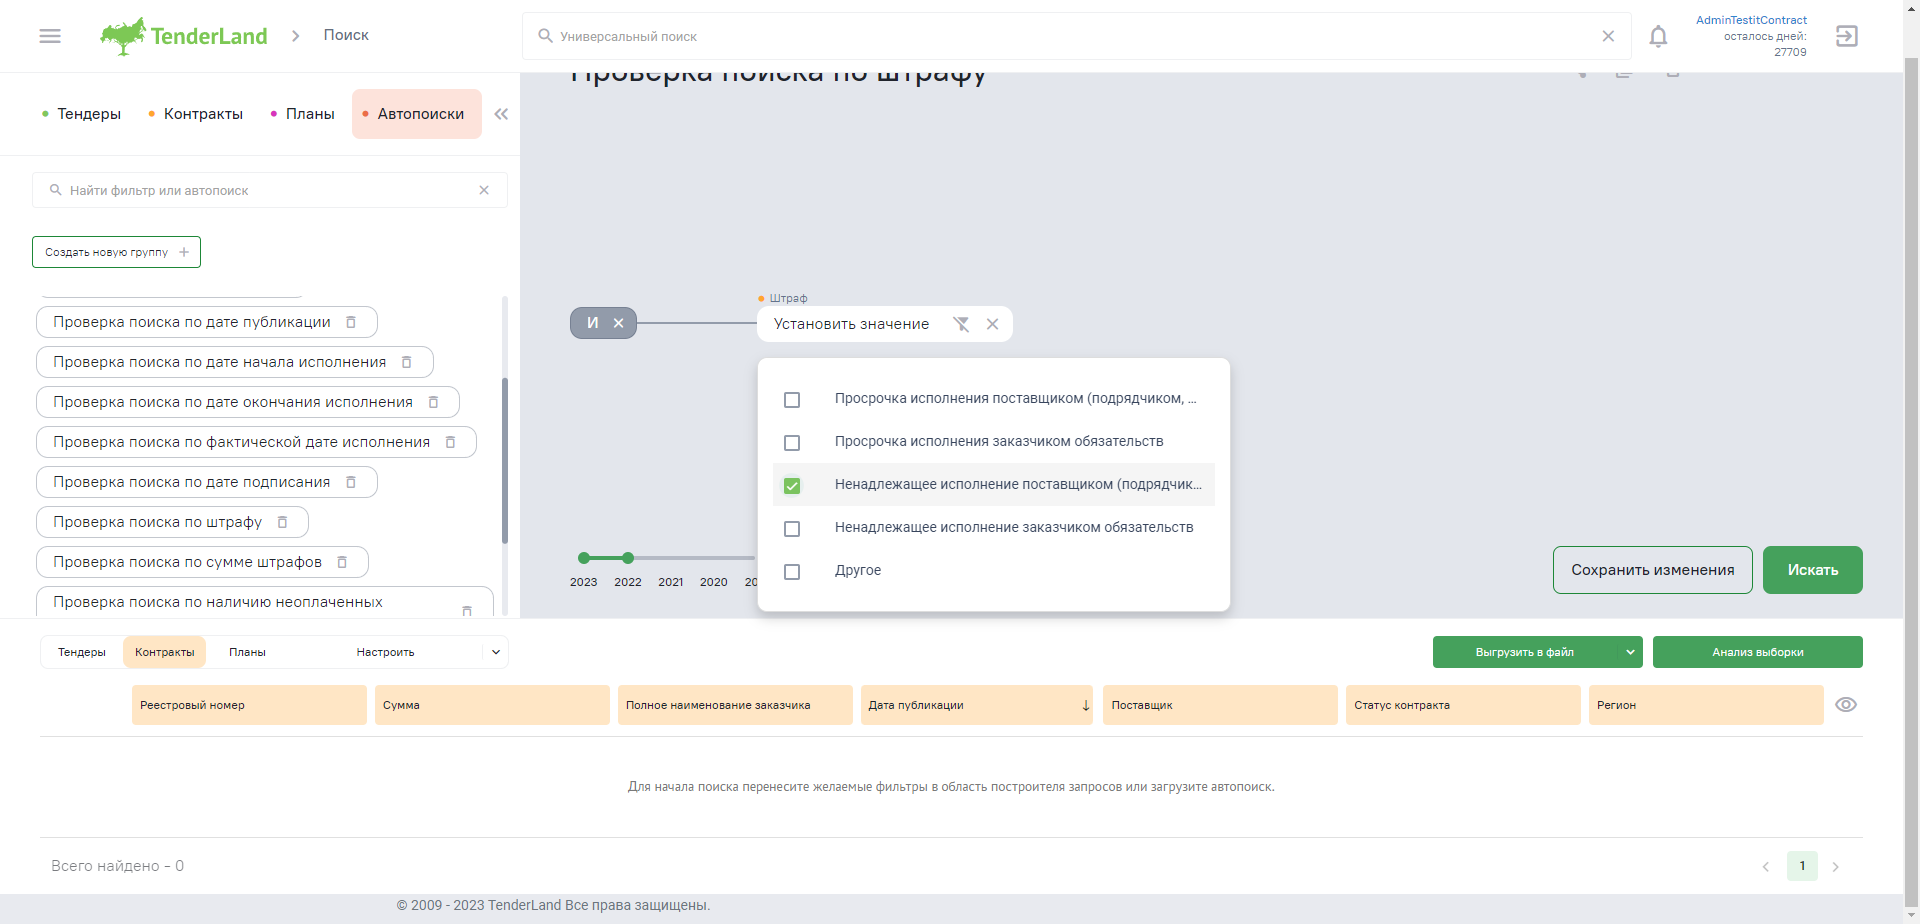 TenderLand
Поиск
Универсальный поиск
AdminTestitContract
осталось дней:
27709
Тендеры
Контракты
Планы
Автопоиски
Проверка поиска по штрафу
Найти фильтр или автопоиск
Создать новую группу
Проверка поиска по дате публикации
Проверка поиска по дате начала исполнения
Проверка поиска по дате окончания исполнения
Проверка поиска по фактической дате исполнения
Проверка поиска по дате подписания
Проверка поиска по штрафу
Проверка поиска по сумме штрафов
Проверка поиска по наличию неоплаченных
И
Штраф
Установить значение
Просрочка исполнения поставщиком (подрядчиком, ...
Просрочка исполнения заказчиком обязательств
Ненадлежащее исполнение поставщиком (подрядчик...
Ненадлежащее исполнение заказчиком обязательств
Другое
2023 2022 2021 2020 20
Сохранить изменения
Искать
Тендеры
Контракты
Планы
Настроить
Выгрузить в файл
Анализ выборки
Реестровый номер
Сумма
Полное наименование заказчика
Дата публикации
Поставщик
Статус контракта
Регион
Для начала поиска перенесите желаемые фильтры в область построителя запросов или загрузите автопоиск.
Всего найдено - 0
1
© 2009 - 2023 TenderLand Все права защищены.